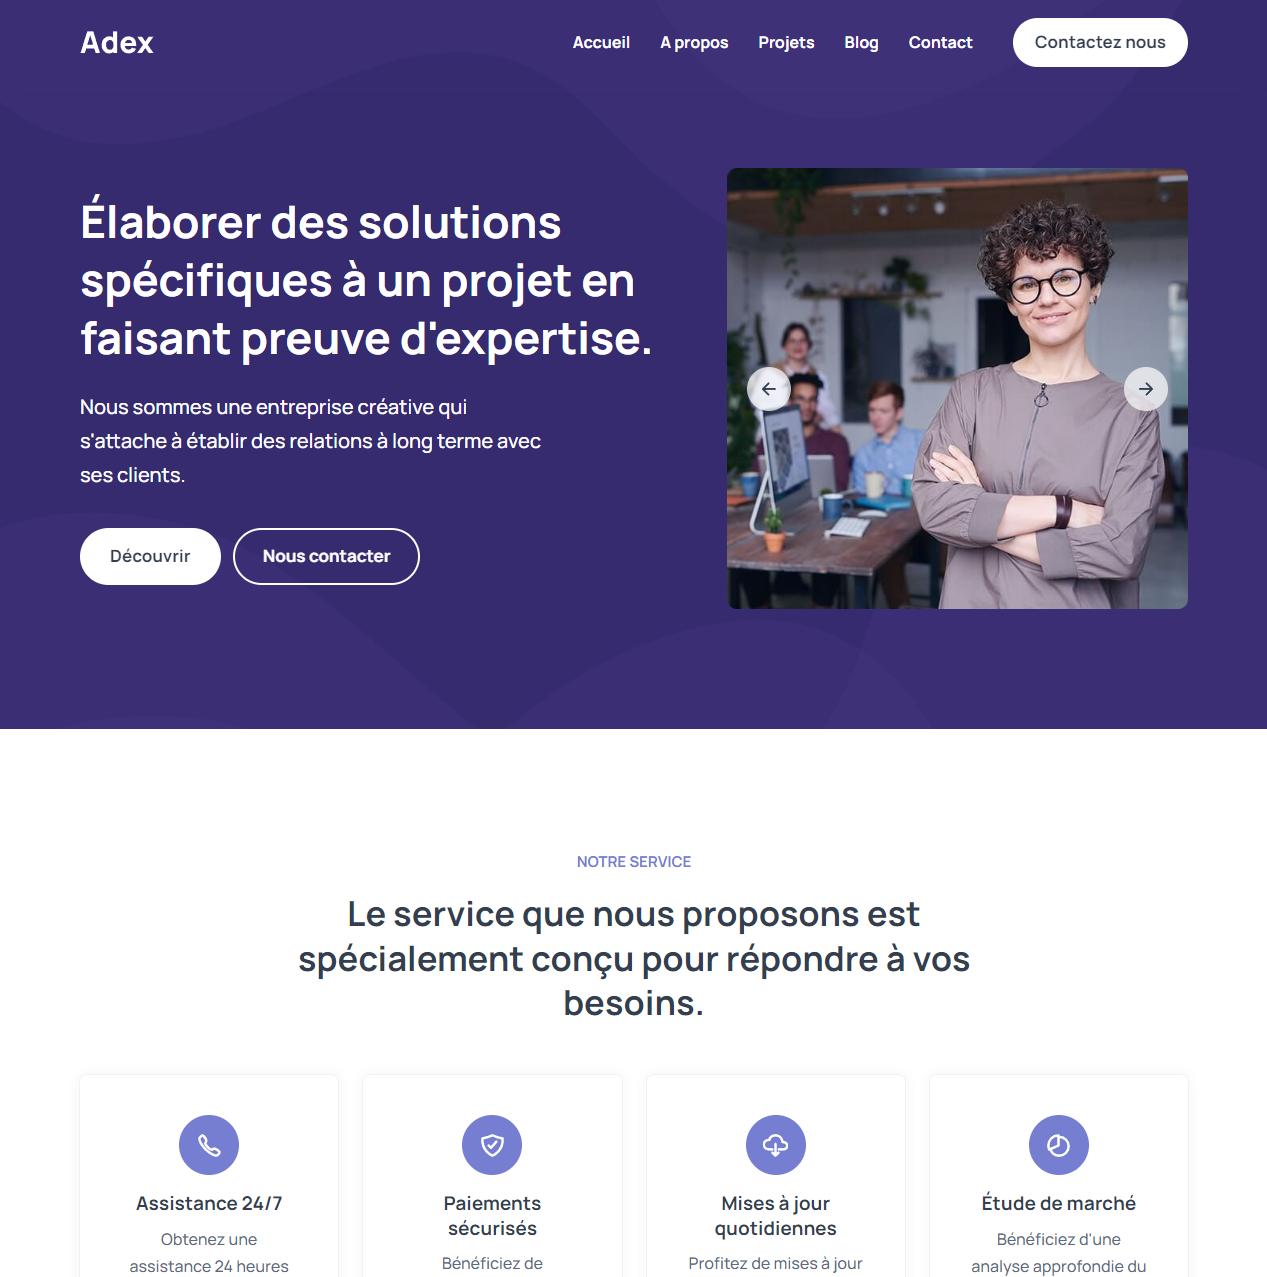 Adex
Accueil A propos Projets Blog Contact Contactez nous
Élaborer des solutions
spécifiques à un projet en
faisant preuve d'expertise.
Nous sommes une entreprise créative qui
s'attache à établir des relations à long terme avec
ses clients.
Découvrir Nous contacter
NOTRE SERVICE
Le service que nous proposons est
spécialement conçu pour répondre à vos
besoins.
Assistance 24/7
Obtenez une
assistance 24 heures
Paiements
sécurisés
Bénéficiez de
Mises à jour
quotidiennes
Profitez de mises à jour
Étude de marché
Bénéficiez d'une
analyse approfondie du